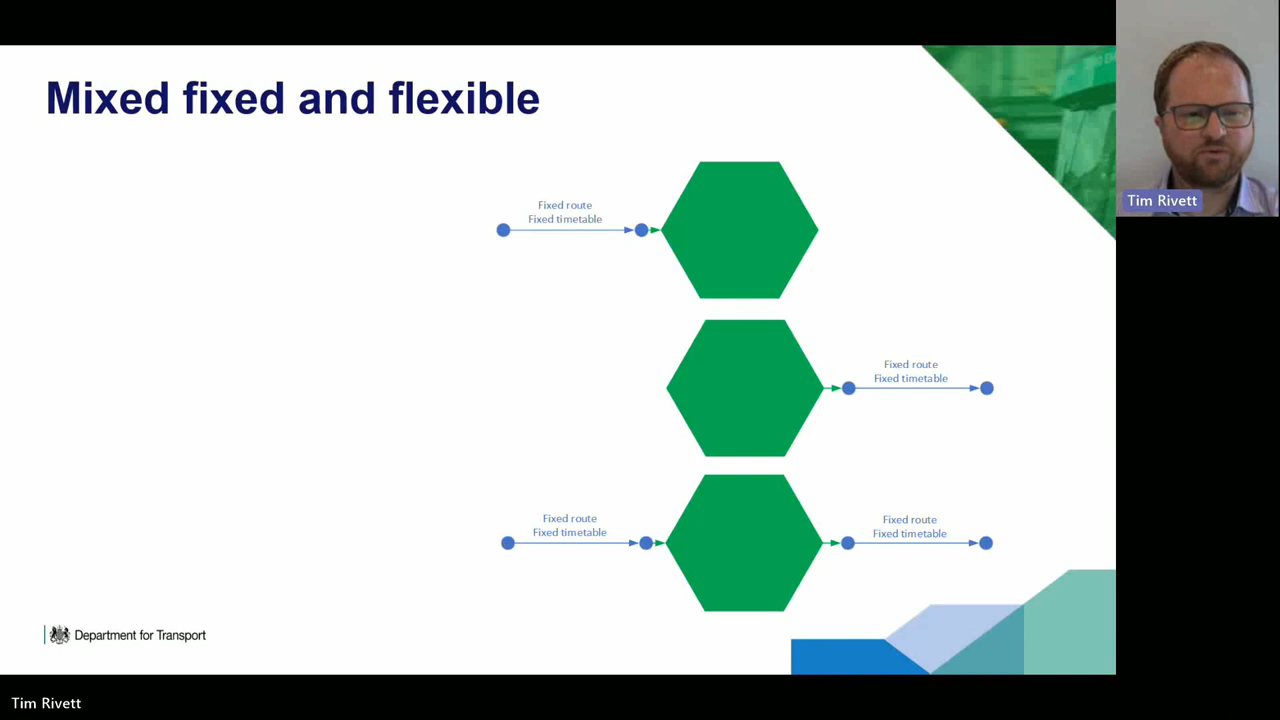 Mixed fixed and flexible
Tim Rivett
Fixed route
Fixed timetable
Fixed route
Fixed timetable
Fixed route
Fixed timetable
Fixed route
Fixed timetable
Department for Transport
Tim Rivett